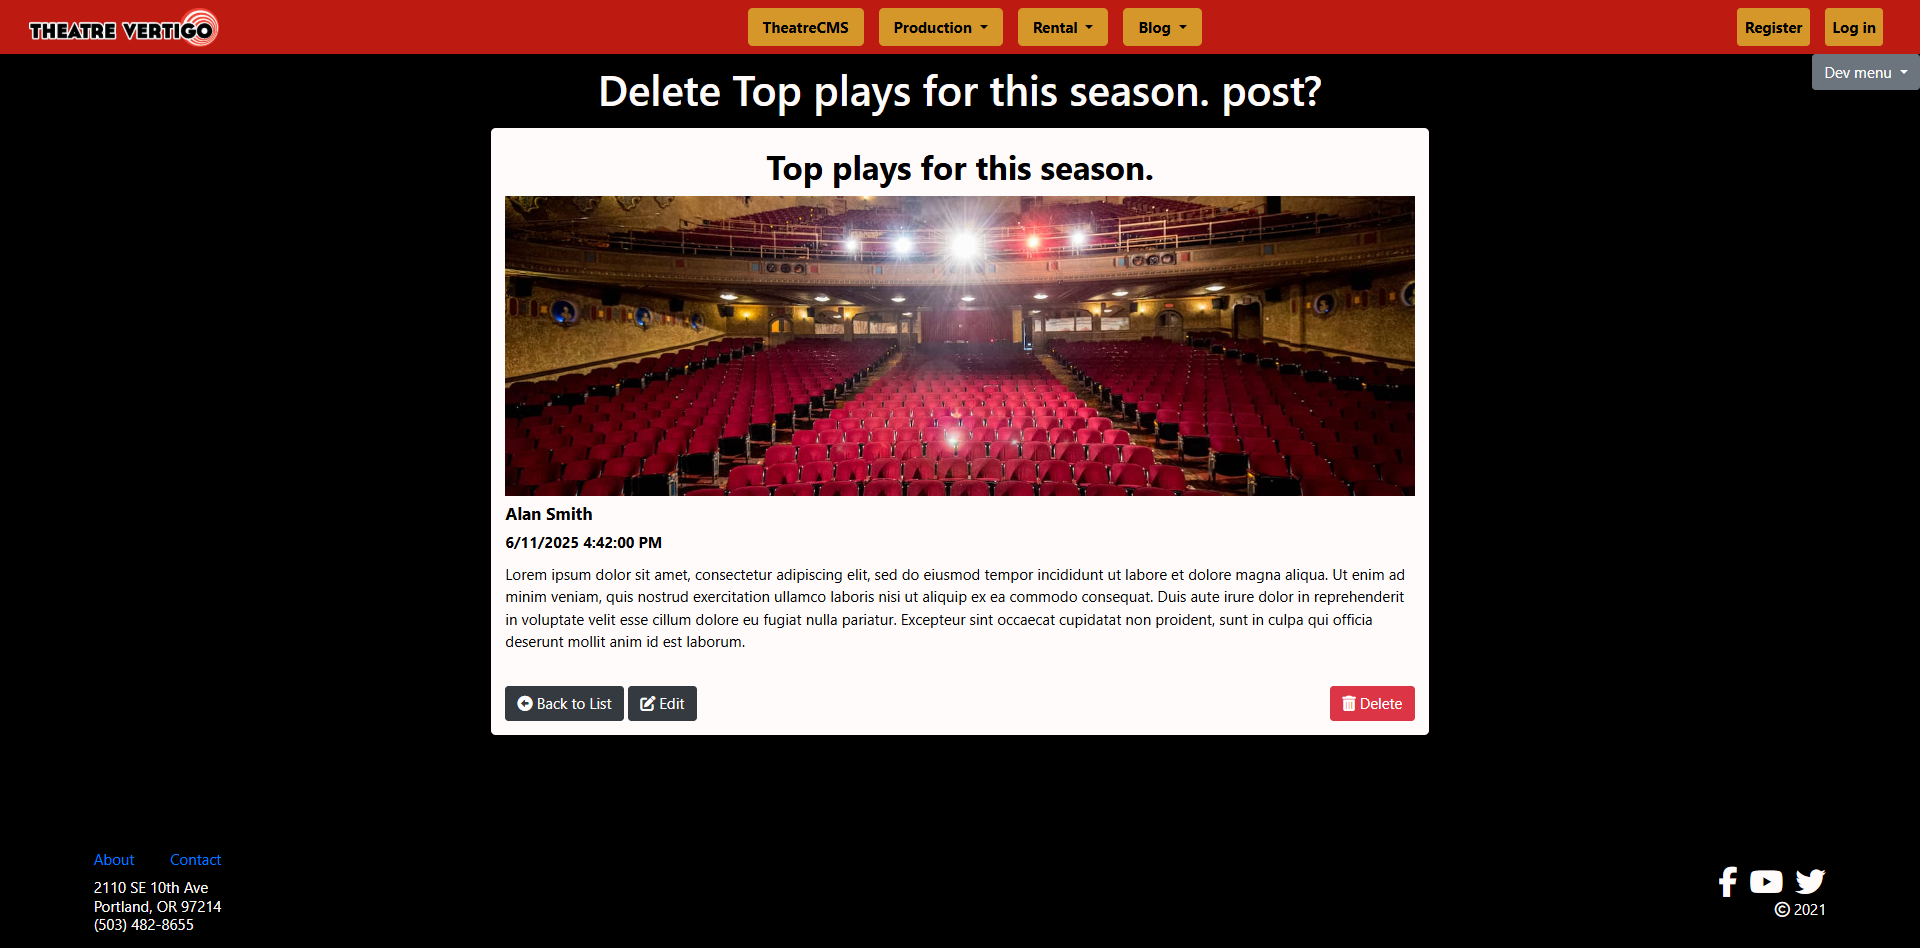 THEATRE VERTIGO
TheatreCMS
Production
Rental
Blog
Register
Log in
Dev menu
Delete Top plays for this season. post?
Top plays for this season.
Alan Smith
6/11/2025 4:42:00 PM
Lorem ipsum dolor sit amet, consectetur adipiscing elit, sed do eiusmod tempor incididunt ut labore et dolore magna aliqua. Ut enim ad
minim veniam, quis nostrud exercitation ullamco laboris nisi ut aliquip ex ea commodo consequat. Duis aute irure dolor in reprehenderit
in voluptate velit esse cillum dolore eu fugiat nulla pariatur. Excepteur sint occaecat cupidatat non proident, sunt in culpa qui officia
deserunt mollit anim id est laborum.
Back to List
Edit
Delete
About
Contact
2110 SE 10th Ave
Portland, OR 97214
(503) 482-8655
© 2021